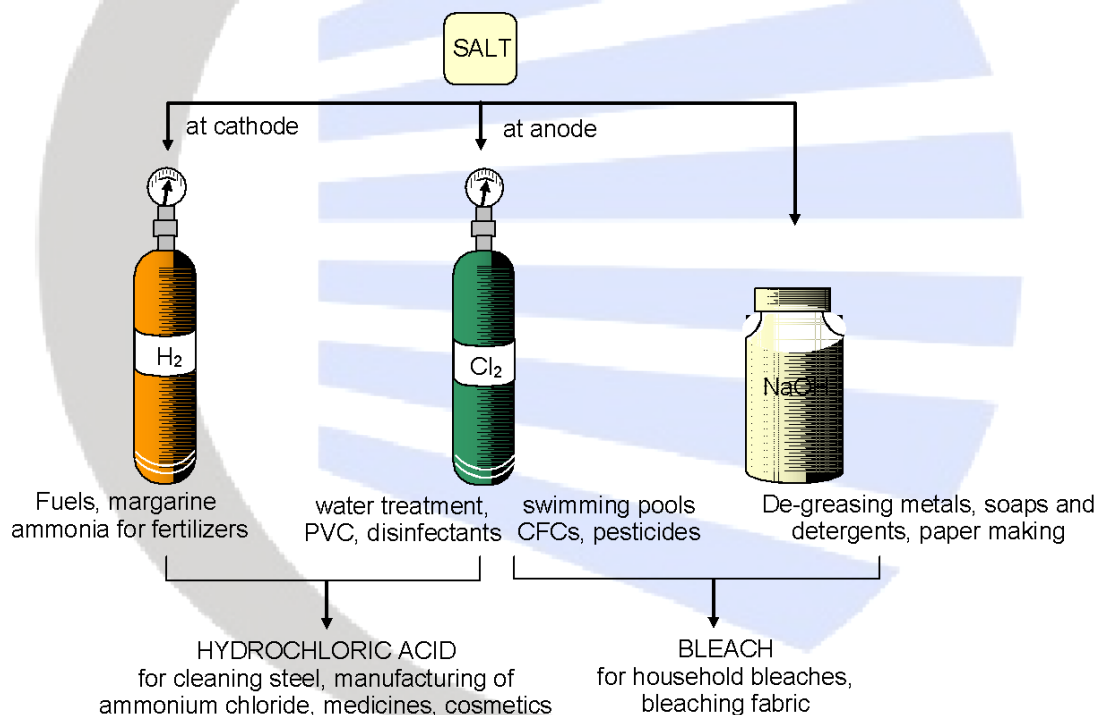 SALT
at cathode
at anode
H₂
Cl₂
NaOH
Fuels, margarine
ammonia for fertilizers
water treatment,
PVC, disinfectants
swimming pools
CFCs, pesticides
De-greasing metals, soaps and
detergents, paper making
HYDROCHLORIC ACID
for cleaning steel, manufacturing of
ammonium chloride, medicines, cosmetics
BLEACH
for household bleaches,
bleaching fabric